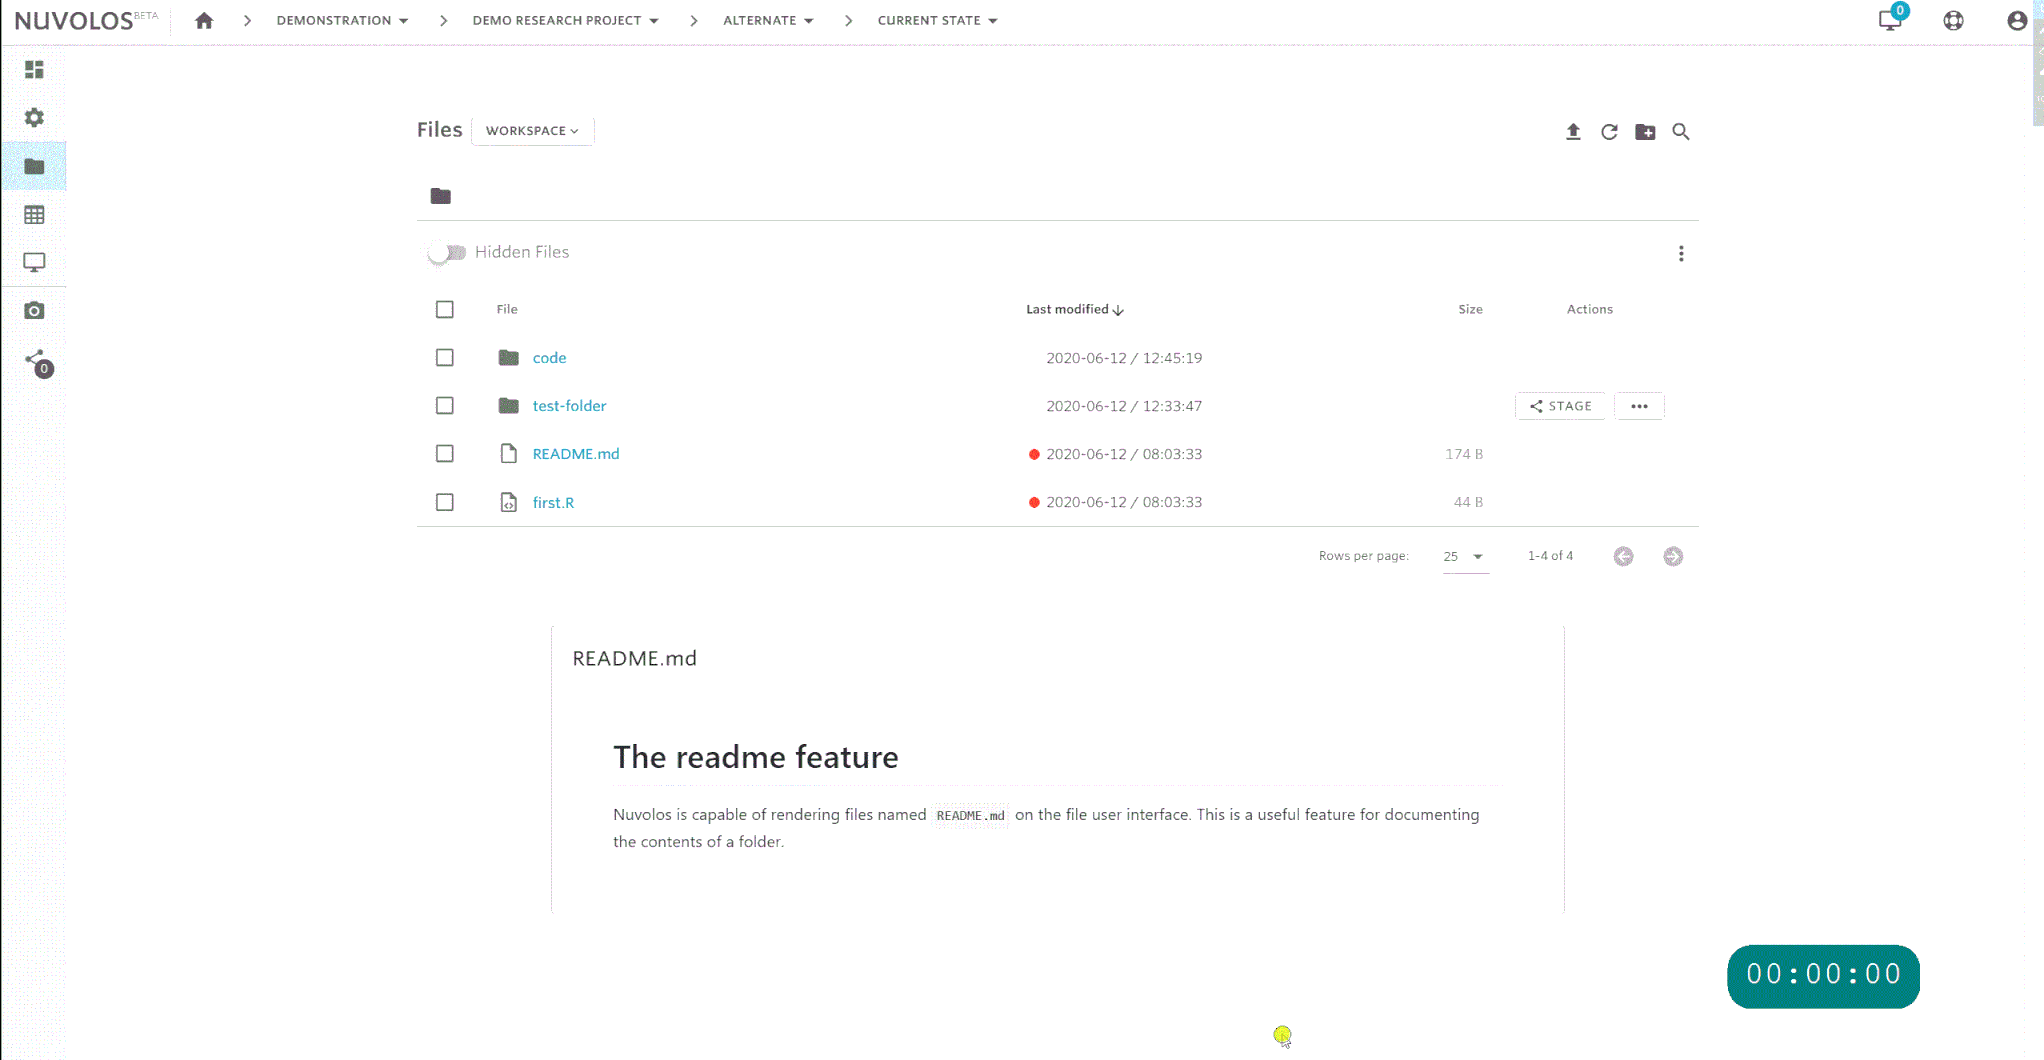 NUVOLOS BETA DEMONSTRATION DEMO RESEARCH PROJECT ALTERNATE CURRENT STATE 0
0
Files WORKSPACE
Hidden Files
File Last modified Size Actions
code 2020-06-12 / 12:45:19
test-folder 2020-06-12 / 12:33:47 STAGE
README.md 2020-06-12 / 08:03:33 174 B
first.R 2020-06-12 / 08:03:33 44 B
Rows per page: 25 1-4 of 4
README.md
The readme feature
Nuvolos is capable of rendering files named README.md on the file user interface. This is a useful feature for documenting
the contents of a folder.
00:00:00